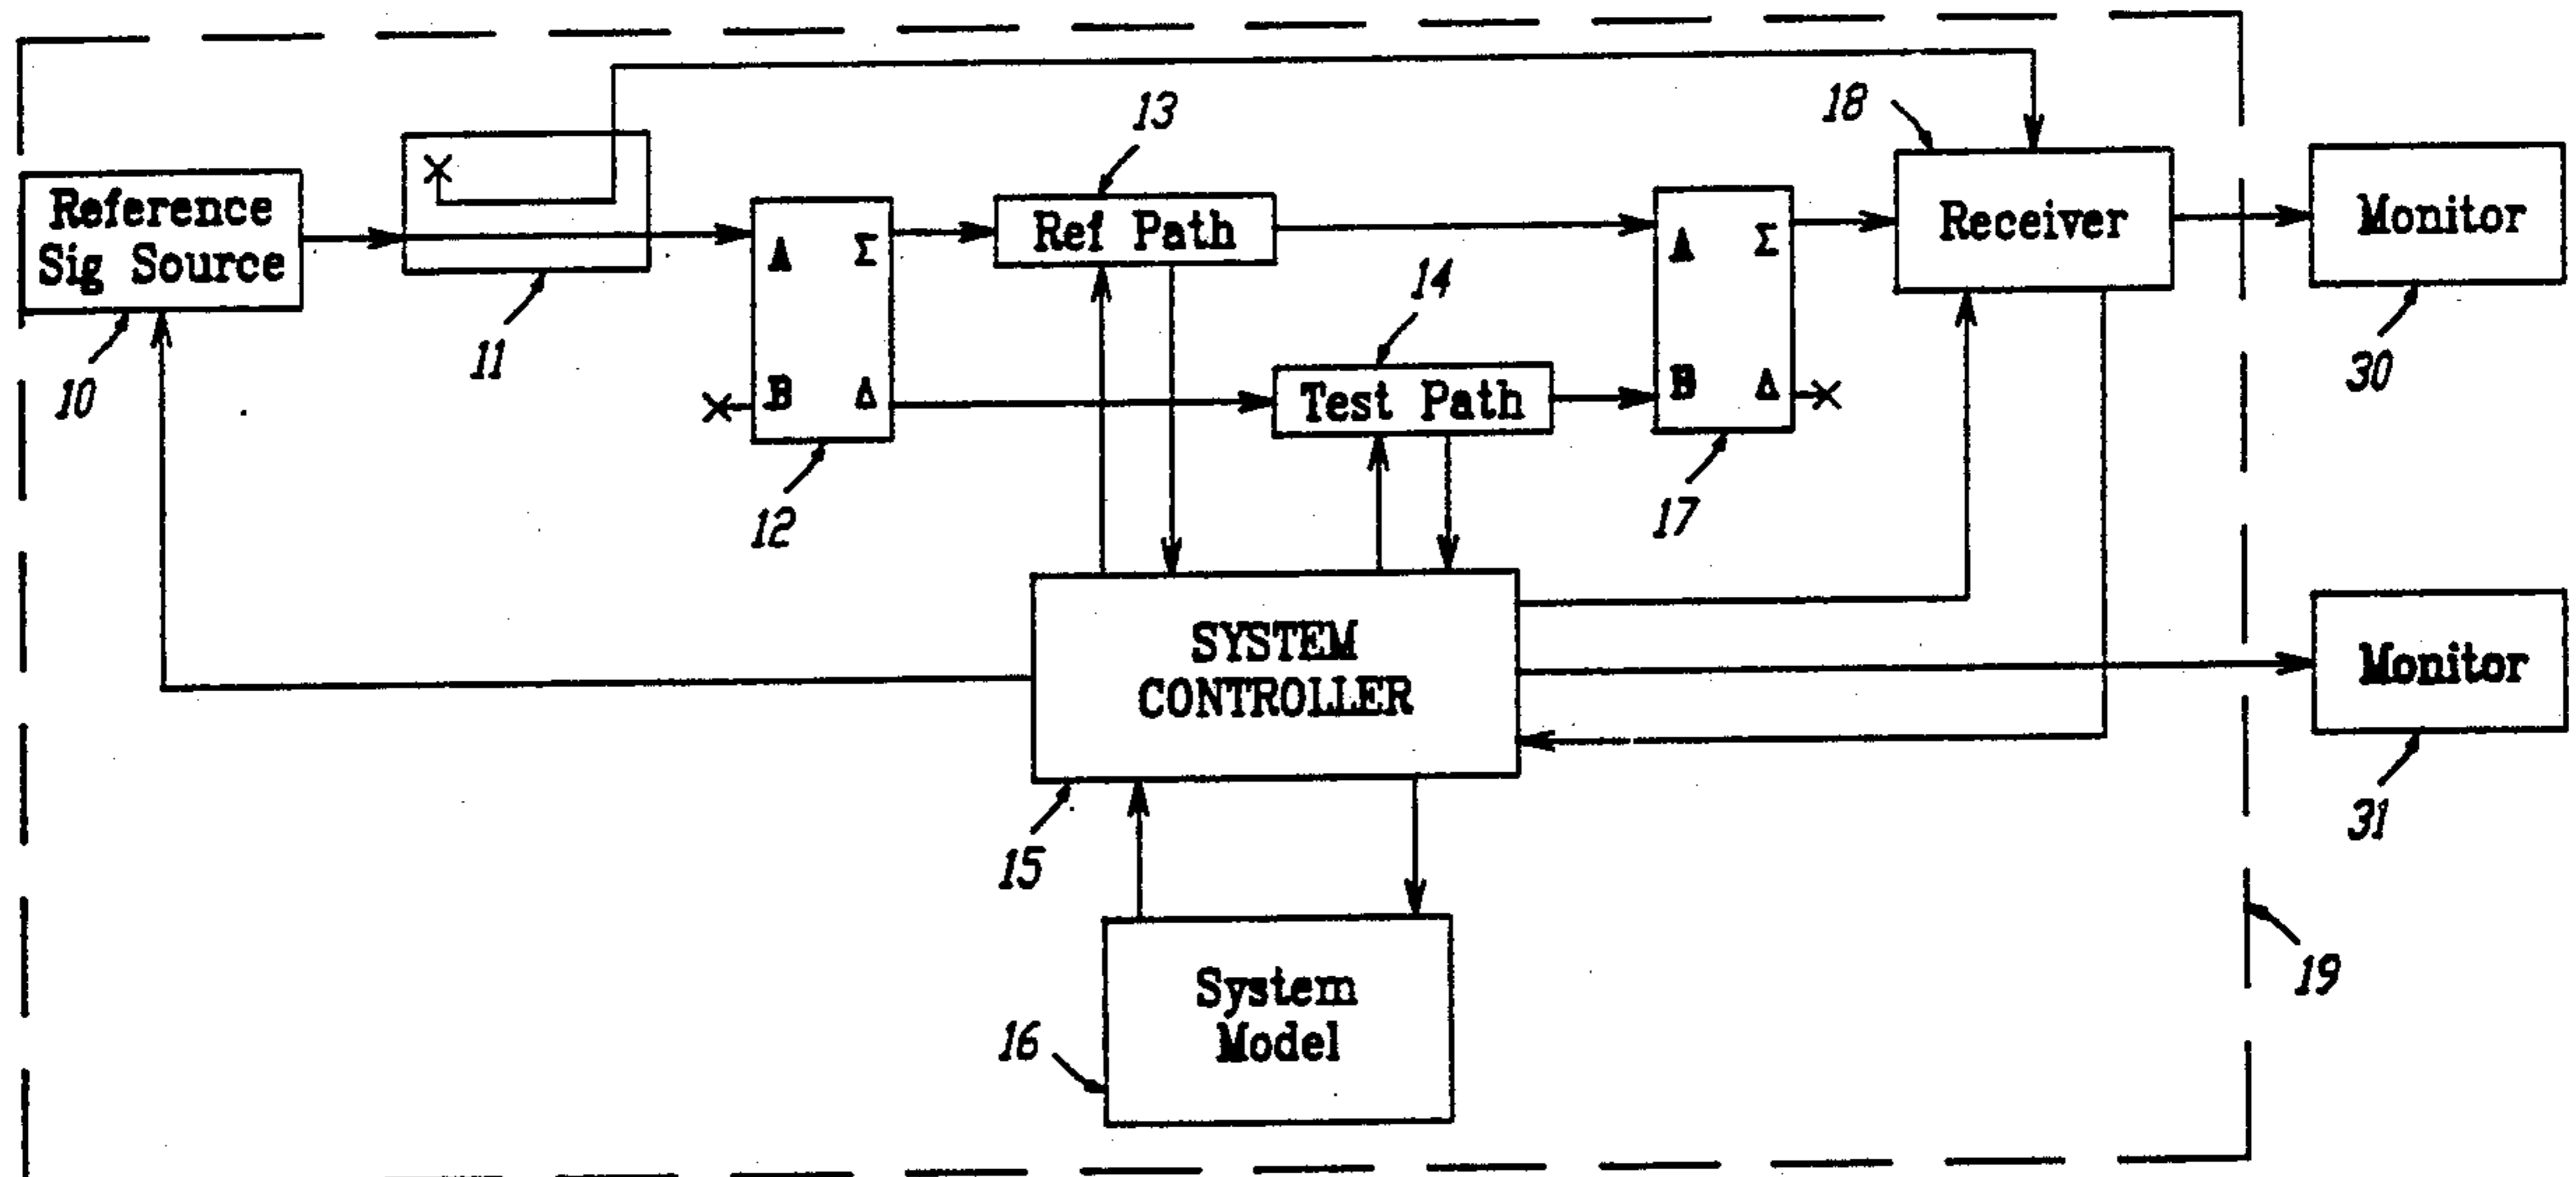 13
18
Reference
Sig Source
A Σ
B Δ
Ref Path
A Σ
B Δ
Receiver
Monitor
14
Test Path
10
11
12
17
30
SYSTEM
CONTROLLER
Monitor
15
31
System
Model
16
19